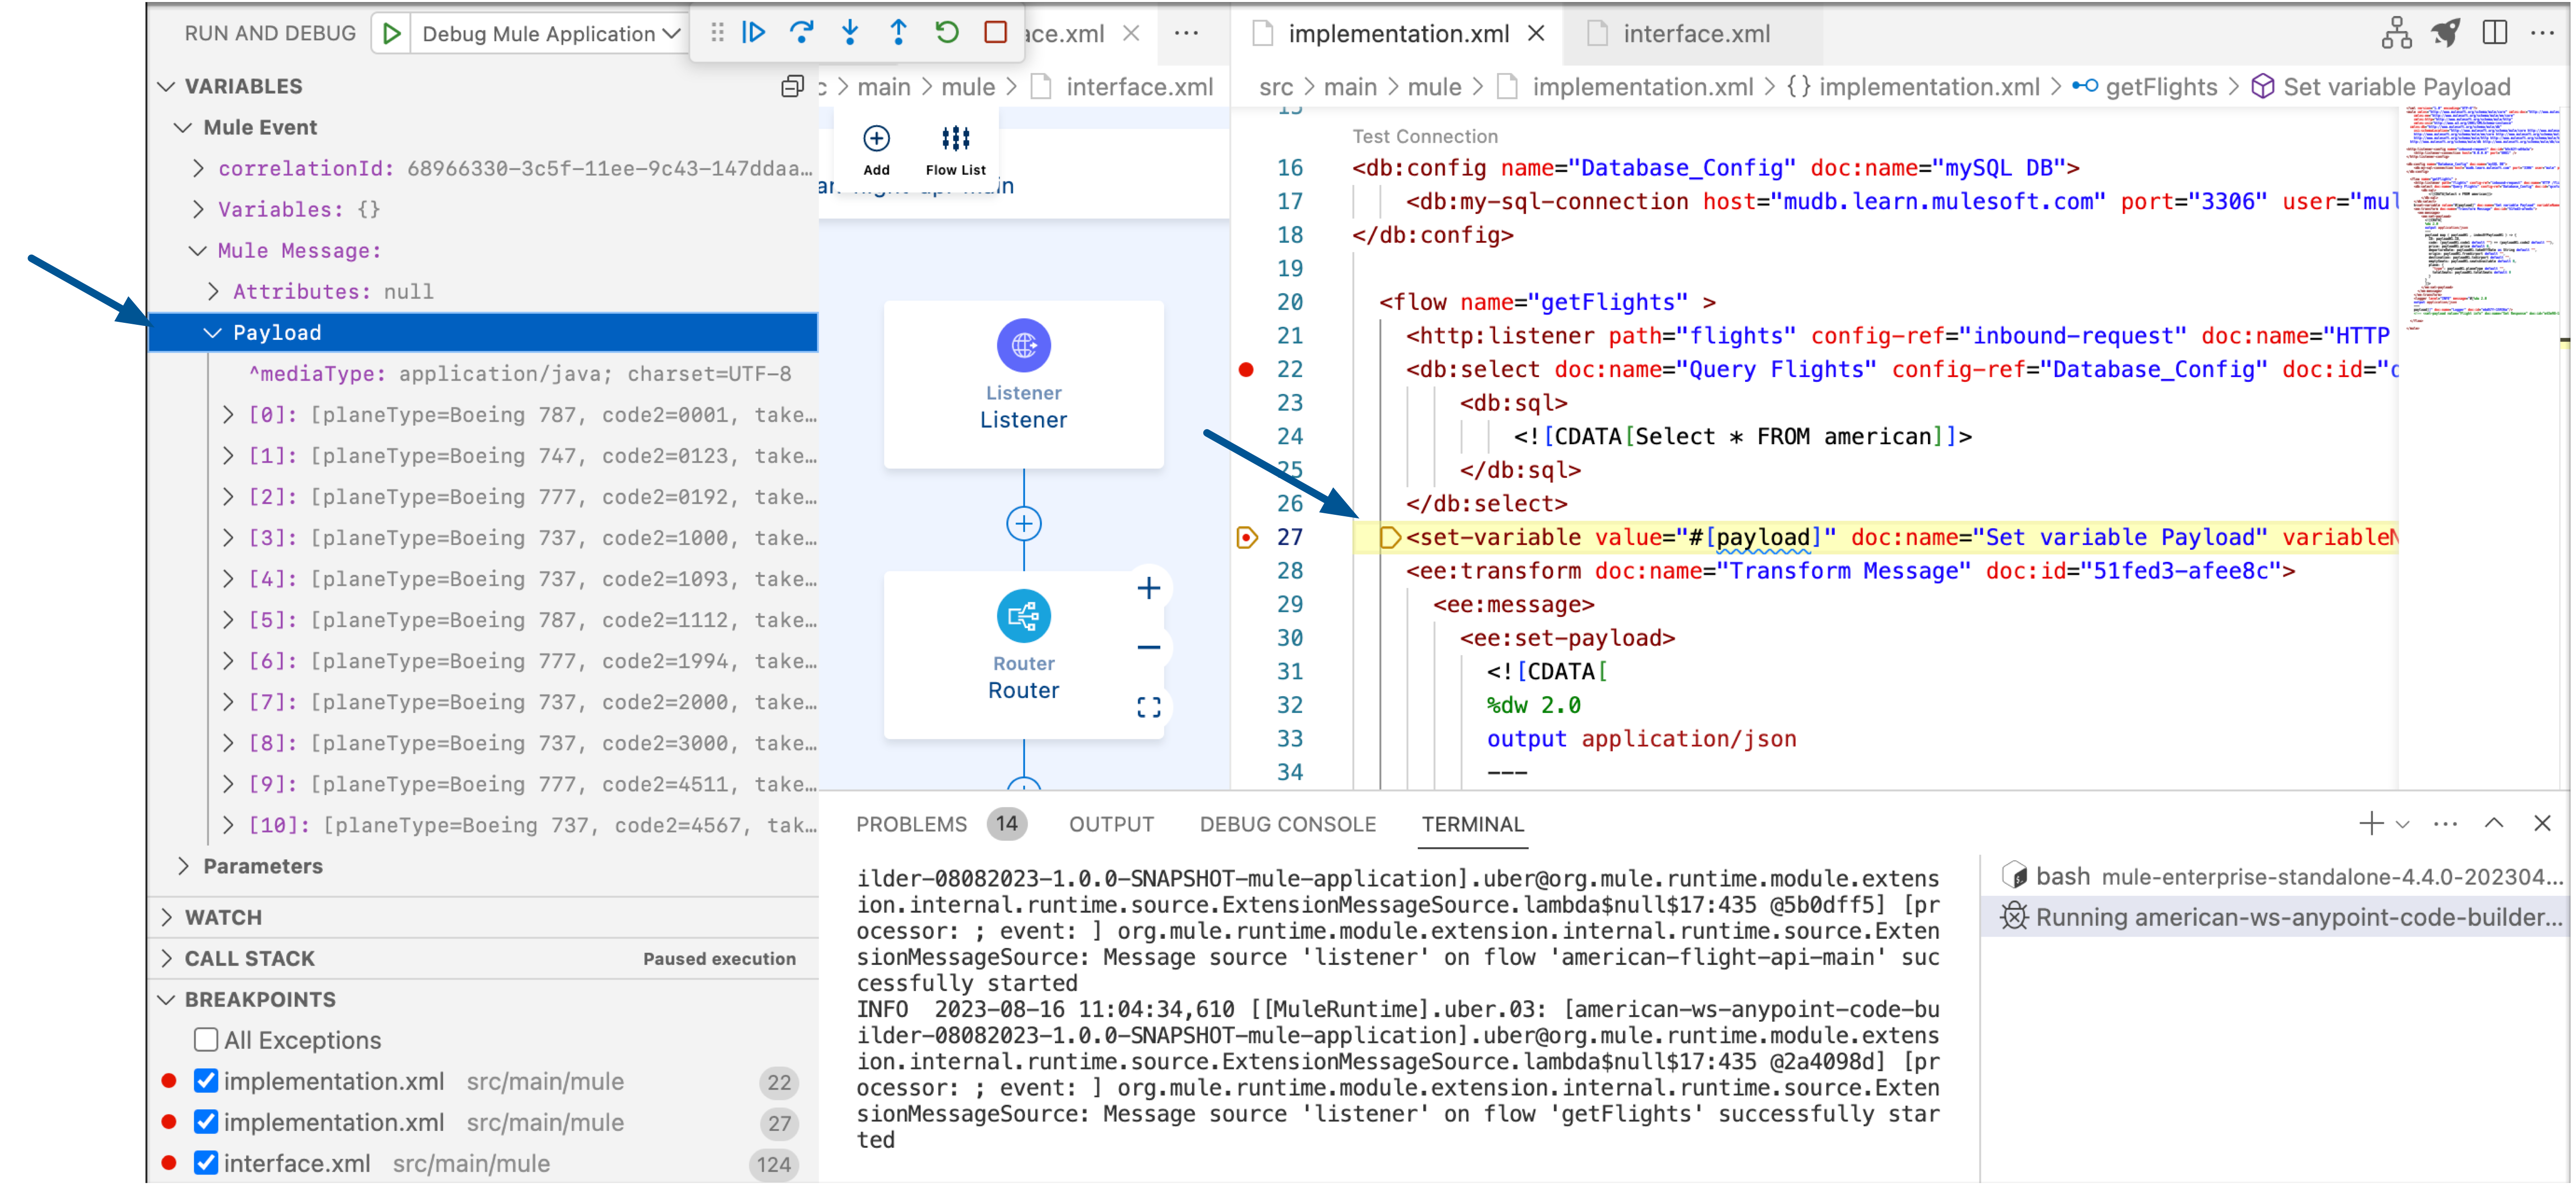 RUN AND DEBUG
Debug Mule Application
VARIABLES
Mule Event
correlationId: 68966330-3c5f-11ee-9c43-147ddaa…
Variables: {}
Mule Message:
Attributes: null
Payload
^mediaType: application/java; charset=UTF-8
[0]: [planeType=Boeing 787, code2=0001, take…
[1]: [planeType=Boeing 747, code2=0123, take…
[2]: [planeType=Boeing 777, code2=0192, take…
[3]: [planeType=Boeing 737, code2=1000, take…
[4]: [planeType=Boeing 737, code2=1093, take…
[5]: [planeType=Boeing 787, code2=1112, take…
[6]: [planeType=Boeing 777, code2=1994, take…
[7]: [planeType=Boeing 737, code2=2000, take…
[8]: [planeType=Boeing 737, code2=3000, take…
[9]: [planeType=Boeing 777, code2=4511, take…
[10]: [planeType=Boeing 737, code2=4567, tak…
Parameters
WATCH
CALL STACK Paused execution
BREAKPOINTS
All Exceptions
implementation.xml src/main/mule 22
implementation.xml src/main/mule 27
interface.xml src/main/mule 124
ace.xml
c > main > mule > interface.xml
Add
Flow List
Listener
Listener
Router
Router
implementation.xml
interface.xml
src > main > mule > implementation.xml > {} implementation.xml > getFlights > Set variable Payload
15
Test Connection
16 <db:config name="Database_Config" doc:name="mySQL DB">
17 <db:my-sql-connection host="mudb.learn.mulesoft.com" port="3306" user="mul
18 </db:config>
19
20 <flow name="getFlights" >
21 <http:listener path="flights" config-ref="inbound-request" doc:name="HTTP
22 <db:select doc:name="Query Flights" config-ref="Database_Config" doc:id="c
23 <db:sql>
24 <![CDATA[Select * FROM american]]>
25 </db:sql>
26 </db:select>
27 <set-variable value="#[payload]" doc:name="Set variable Payload" variableN
28 <ee:transform doc:name="Transform Message" doc:id="51fed3-afee8c">
29 <ee:message>
30 <ee:set-payload>
31 <![CDATA[
32 %dw 2.0
33 output application/json
34 ---
PROBLEMS 14 OUTPUT DEBUG CONSOLE TERMINAL
ilder-08082023-1.0.0-SNAPSHOT-mule-application].uber@org.mule.runtime.module.extens
ion.internal.runtime.source.ExtensionMessageSource.lambda$null$17:435 @5b0dff5] [pr
ocessor: ; event: ] org.mule.runtime.module.extension.internal.runtime.source.Exten
sionMessageSource: Message source 'listener' on flow 'american-flight-api-main' suc
cessfully started
INFO 2023-08-16 11:04:34,610 [[MuleRuntime].uber.03: [american-ws-anypoint-code-bu
ilder-08082023-1.0.0-SNAPSHOT-mule-application].uber@org.mule.runtime.module.extens
ion.internal.runtime.source.ExtensionMessageSource.lambda$null$17:435 @2a4098d] [pr
ocessor: ; event: ] org.mule.runtime.module.extension.internal.runtime.source.Exten
sionMessageSource: Message source 'listener' on flow 'getFlights' successfully star
ted
bash mule-enterprise-standalone-4.4.0-202304…
Running american-ws-anypoint-code-builder…